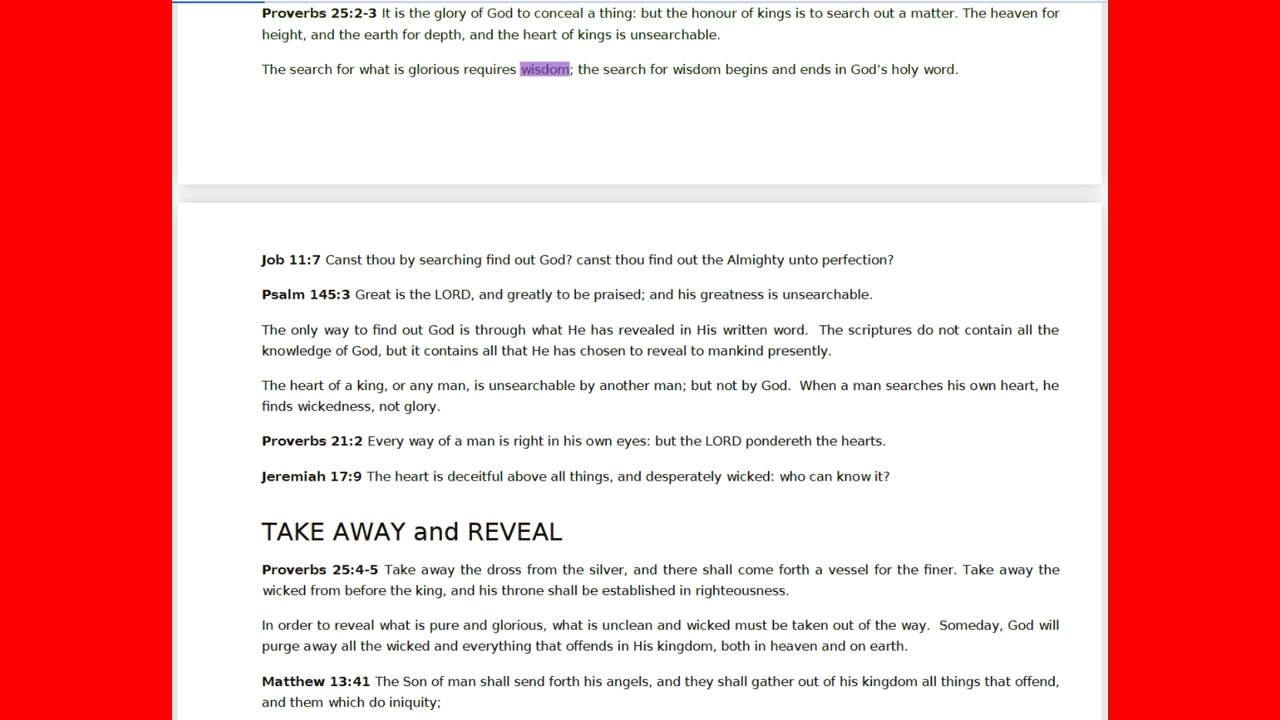 Proverbs 25:2-3 It is the glory of God to conceal a thing: but the honour of kings is to search out a matter. The heaven for
height, and the earth for depth, and the heart of kings is unsearchable.
The search for what is glorious requires wisdom; the search for wisdom begins and ends in God’s holy word.
Job 11:7 Canst thou by searching find out God? canst thou find out the Almighty unto perfection?
Psalm 145:3 Great is the LORD, and greatly to be praised; and his greatness is unsearchable.
The only way to find out God is through what He has revealed in His written word.  The scriptures do not contain all the
knowledge of God, but it contains all that He has chosen to reveal to mankind presently.
The heart of a king, or any man, is unsearchable by another man; but not by God.  When a man searches his own heart, he
finds wickedness, not glory.
Proverbs 21:2 Every way of a man is right in his own eyes: but the LORD pondereth the hearts.
Jeremiah 17:9 The heart is deceitful above all things, and desperately wicked: who can know it?
TAKE AWAY and REVEAL
Proverbs 25:4-5 Take away the dross from the silver, and there shall come forth a vessel for the finer. Take away the
wicked from before the king, and his throne shall be established in righteousness.
In order to reveal what is pure and glorious, what is unclean and wicked must be taken out of the way.  Someday, God will
purge away all the wicked and everything that offends in His kingdom, both in heaven and on earth.
Matthew 13:41 The Son of man shall send forth his angels, and they shall gather out of his kingdom all things that offend,
and them which do iniquity;